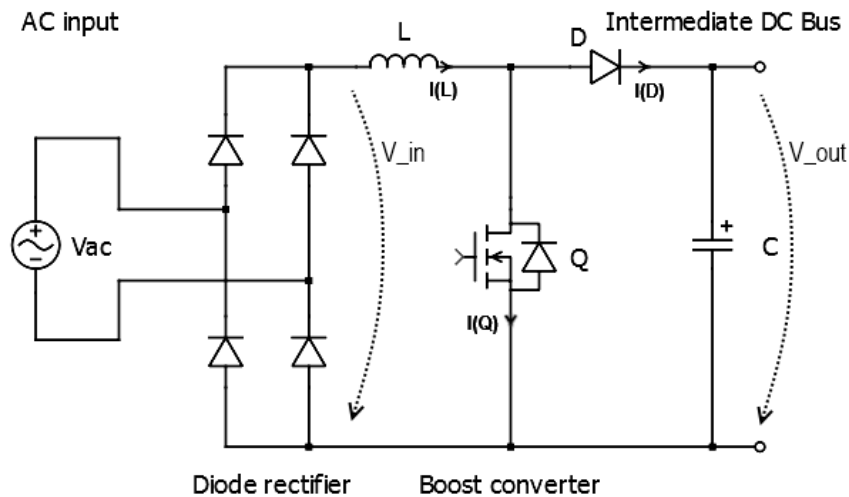 AC input
L
D
Intermediate DC Bus
I(L)
I(D)
V_in
V_out
+
Vac
−
+
Q
C
I(Q)
Diode rectifier
Boost converter